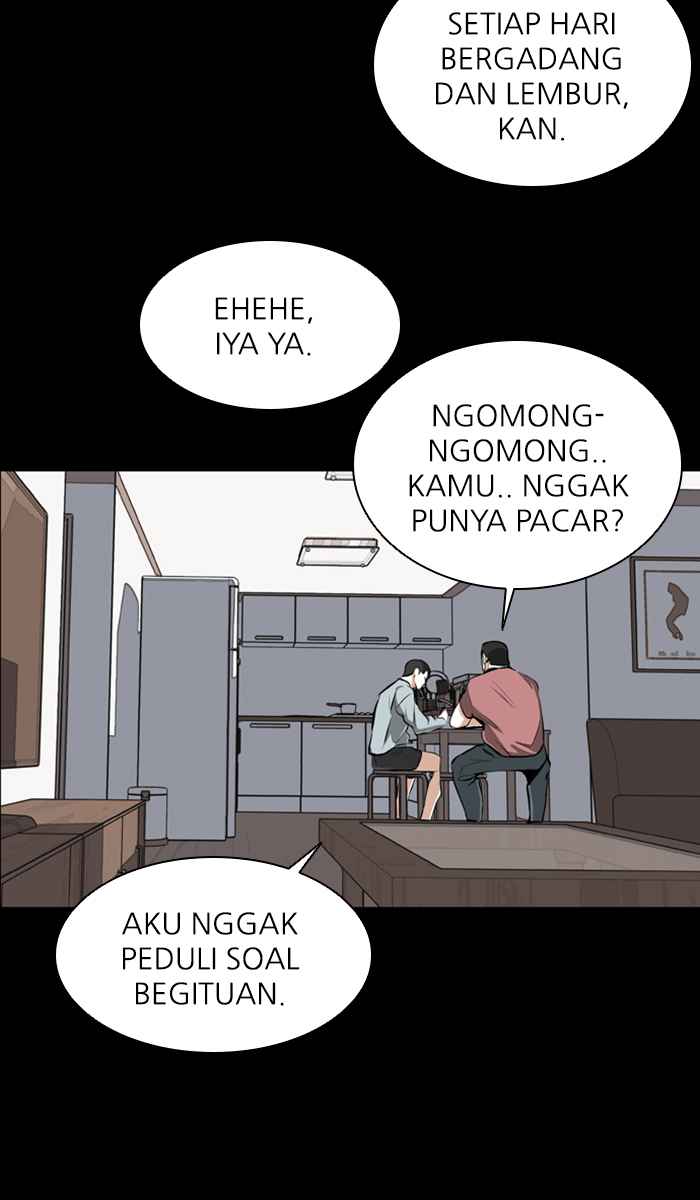 SETIAP HARI
BERGADANG
DAN LEMBUR,
KAN.
EHEHE,
IYA YA.
NGOMONG-
NGOMONG..
KAMU.. NGGAK
PUNYA PACAR?
AKU NGGAK
PEDULI SOAL
BEGITUAN.